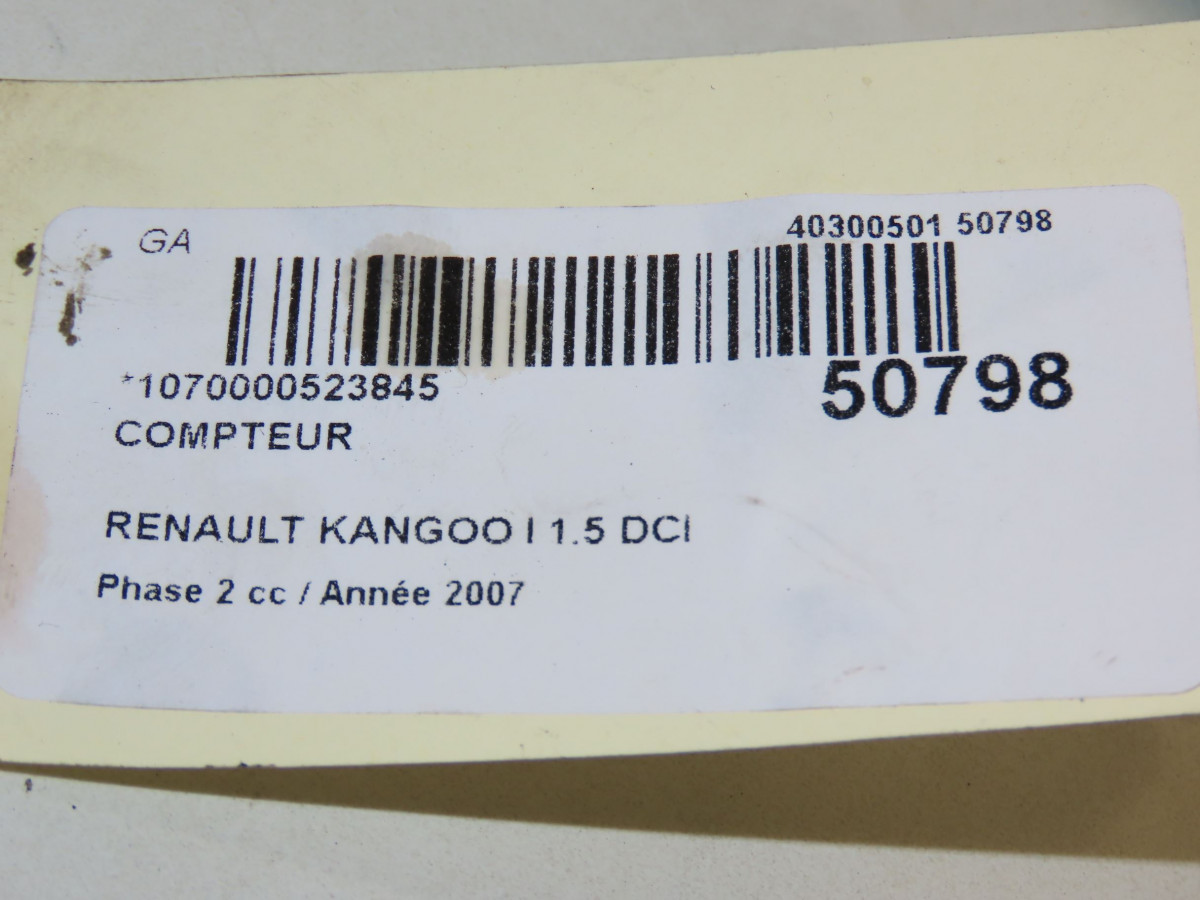 GA
40300501 50798
*1070000523845
50798
COMPTEUR
RENAULT KANGOO I 1.5 DCI
Phase 2 cc / Année 2007